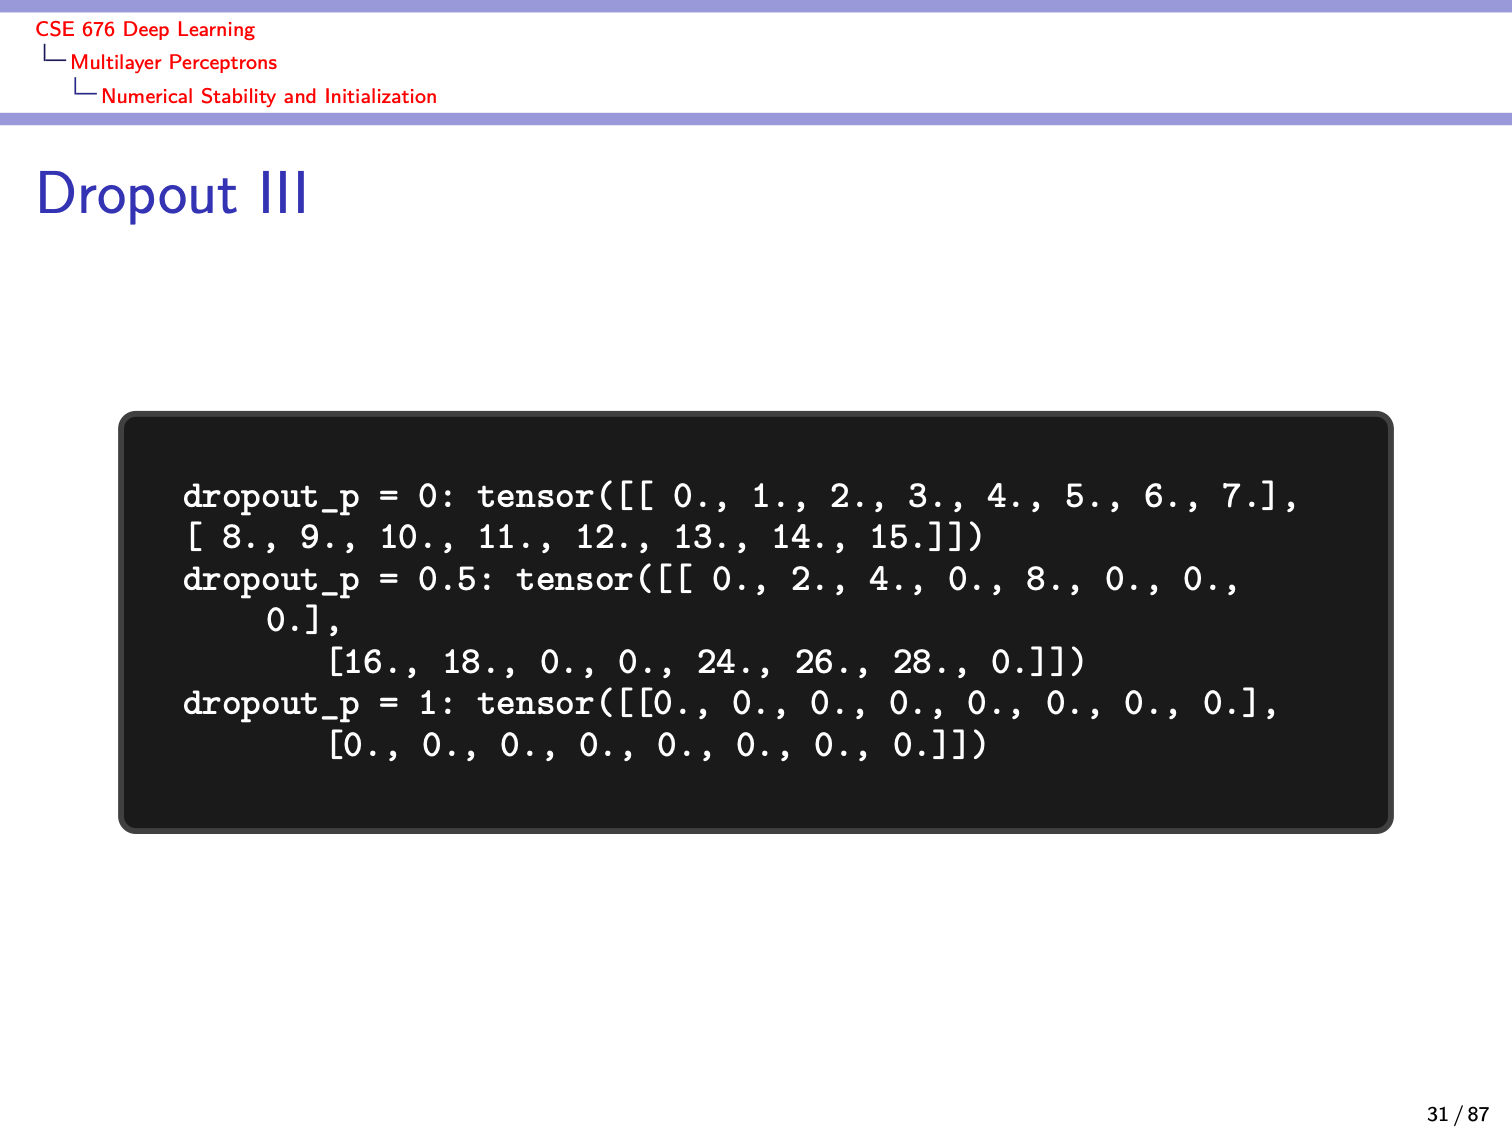 CSE 676 Deep Learning
Multilayer Perceptrons
Numerical Stability and Initialization
Dropout III
dropout_p = 0: tensor([[ 0., 1., 2., 3., 4., 5., 6., 7.],
[ 8., 9., 10., 11., 12., 13., 14., 15.]])
dropout_p = 0.5: tensor([[ 0., 2., 4., 0., 8., 0., 0.,
0.],
[16., 18., 0., 0., 24., 26., 28., 0.]])
dropout_p = 1: tensor([[0., 0., 0., 0., 0., 0., 0., 0.],
[0., 0., 0., 0., 0., 0., 0., 0.]])
31 / 87